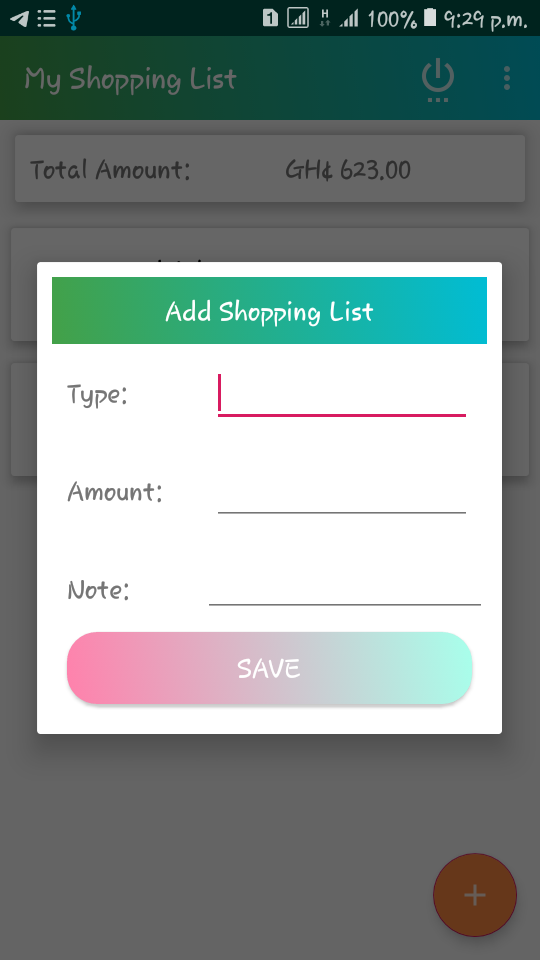 1 H 100% 9:29 p.m.
My Shopping List
Total Amount: GH¢ 623.00
Add Shopping List
Type:
Amount:
Note:
SAVE